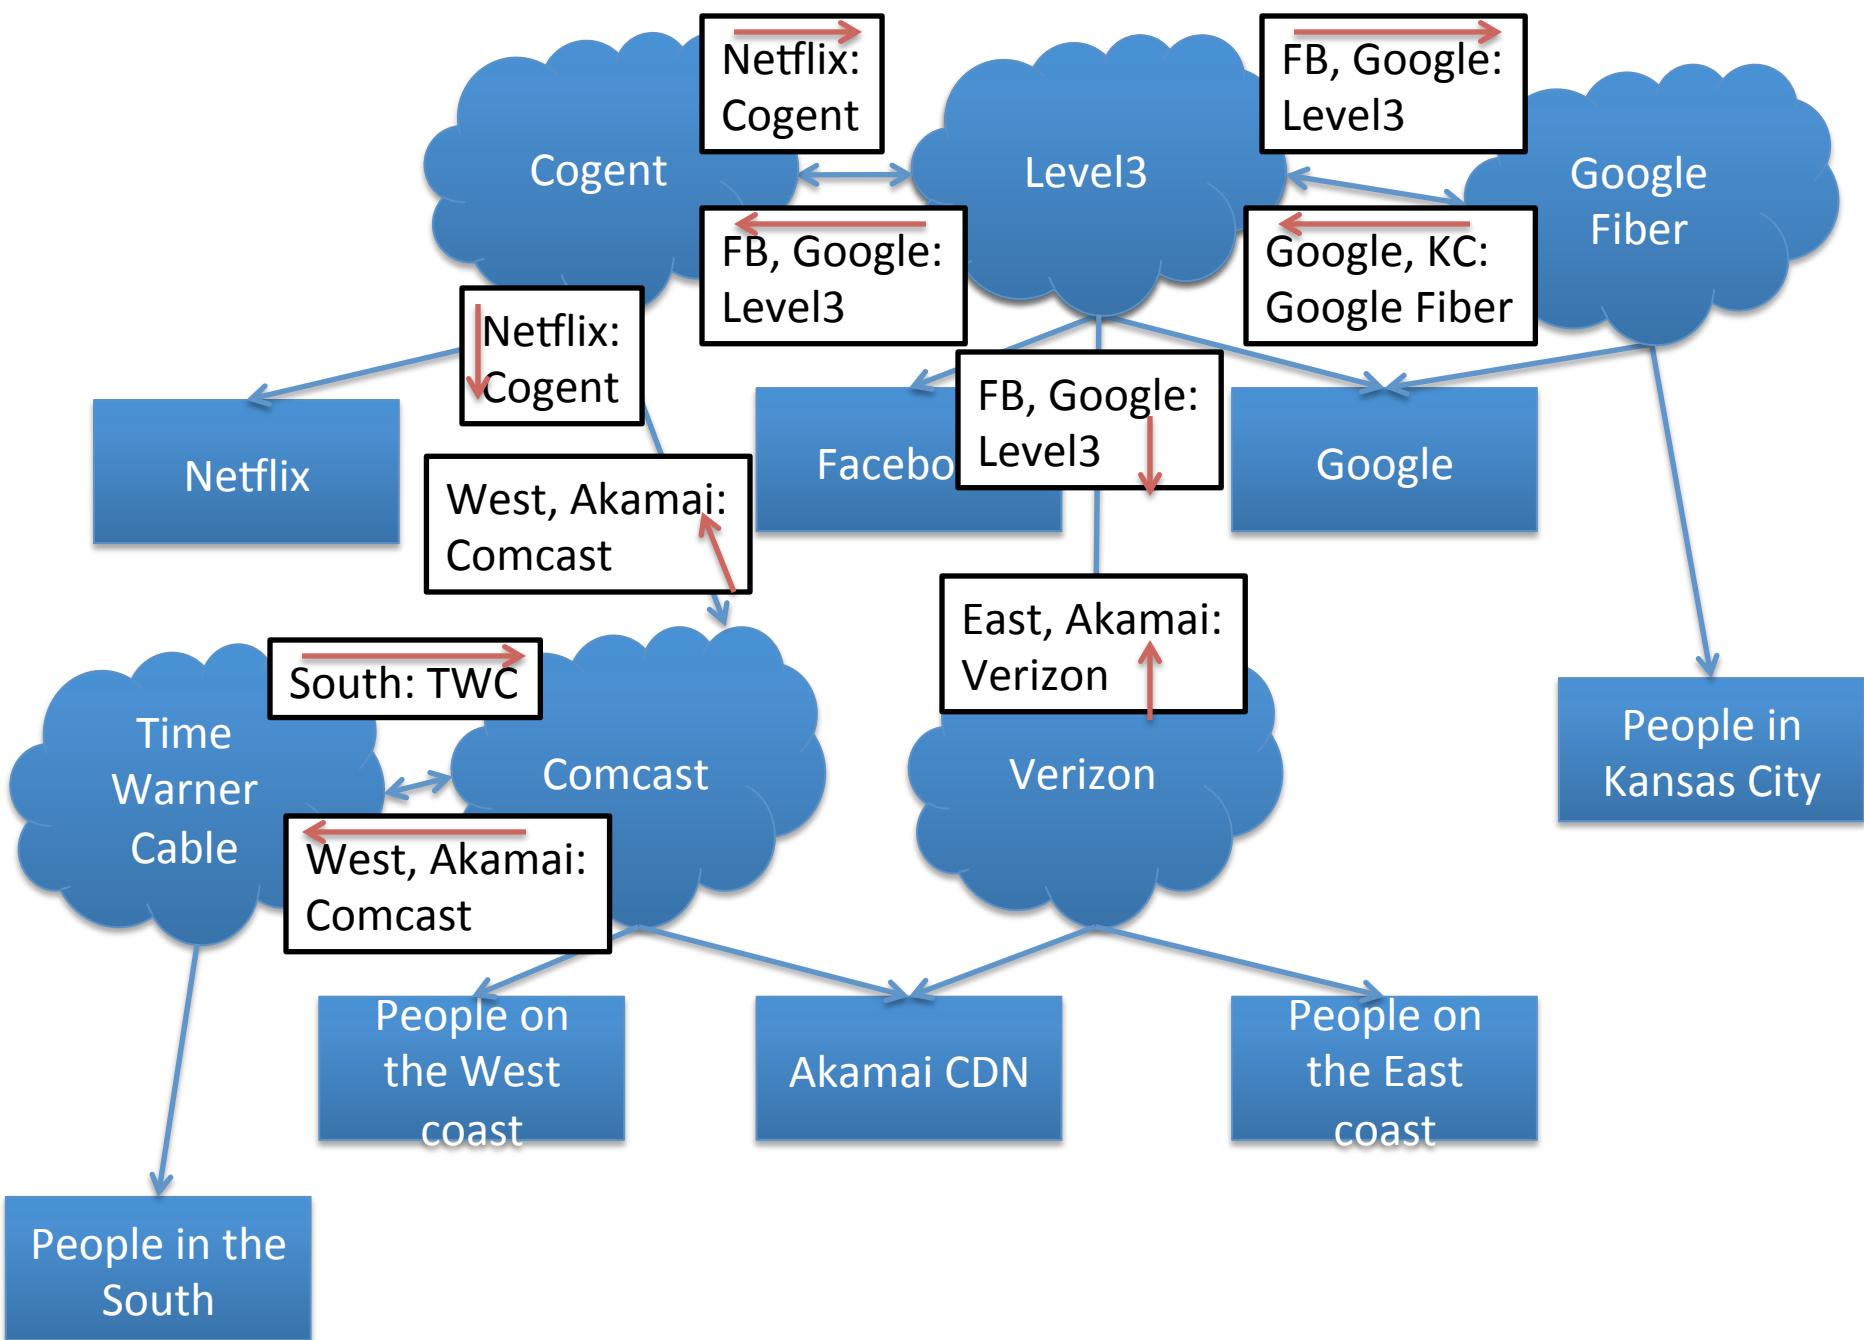 Netflix:
Cogent
FB, Google:
Level3
Cogent
Level3
Google
Fiber
FB, Google:
Level3
Google, KC:
Google Fiber
Netflix:
Cogent
FB, Google:
Level3
Netflix
Facebo
Google
West, Akamai:
Comcast
East, Akamai:
Verizon
South: TWC
Time
Warner
Cable
Comcast
Verizon
People in
Kansas City
West, Akamai:
Comcast
People on
the West
coast
Akamai CDN
People on
the East
coast
People in the
South